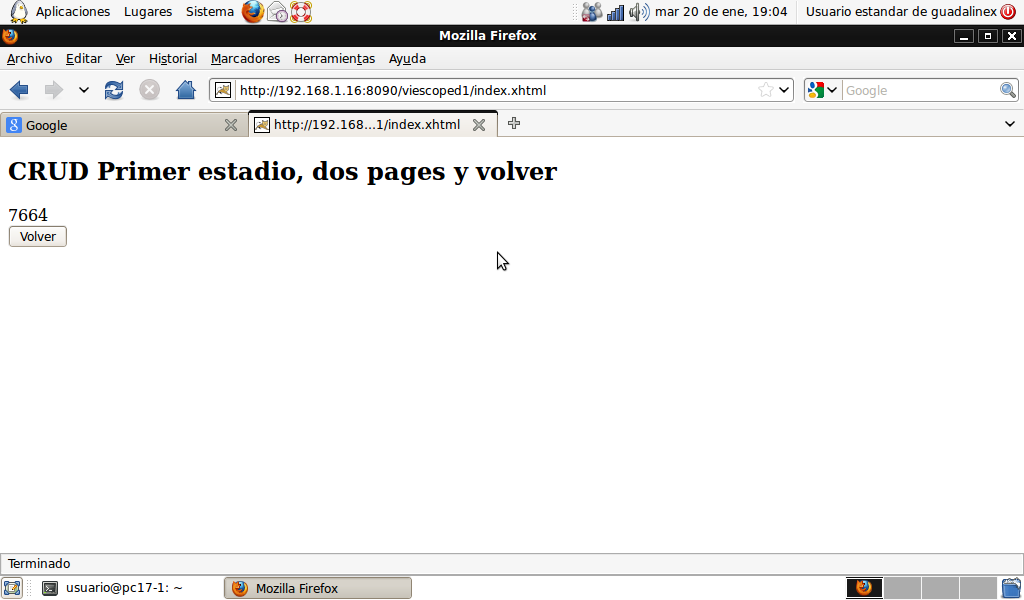 Aplicaciones Lugares Sistema mar 20 de ene, 19:04 Usuario estandar de guadalinex
Mozilla Firefox
Archivo Editar Ver Historial Marcadores Herramientas Ayuda
http://192.168.1.16:8090/viescoped1/index.xhtml Google
Google http://192.168...1/index.xhtml
CRUD Primer estadio, dos pages y volver
7664
Volver
Terminado
usuario@pc17-1: ~ Mozilla Firefox